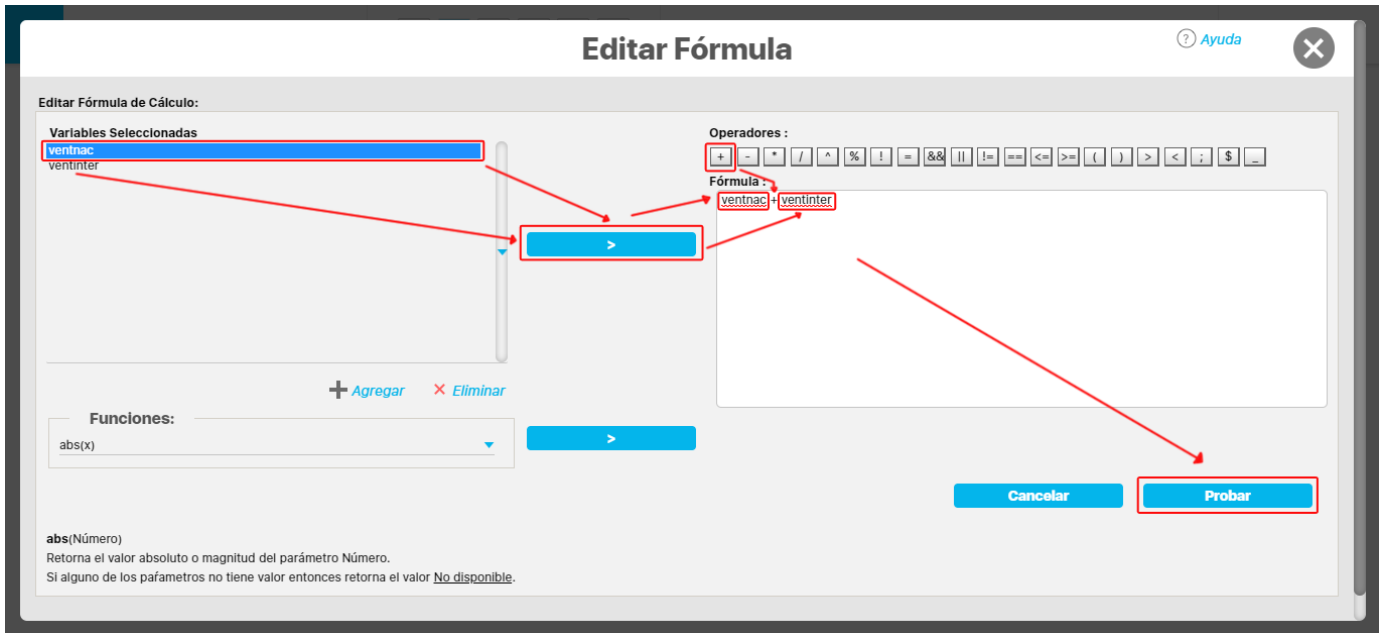 Editar Fórmula
? Ayuda
Editar Fórmula de Cálculo:
Variables Seleccionadas
ventnac
ventinter
>
Agregar
Eliminar
Funciones:
abs(x)
>
Operadores :
+ - * / ^ % ! = && || != == <= >= ( ) > < ; $ _
Fórmula :
ventnac + ventinter
Cancelar
Probar
abs(Número)
Retorna el valor absoluto o magnitud del parámetro Número.
Si alguno de los paŕametros no tiene valor entonces retorna el valor No disponible.